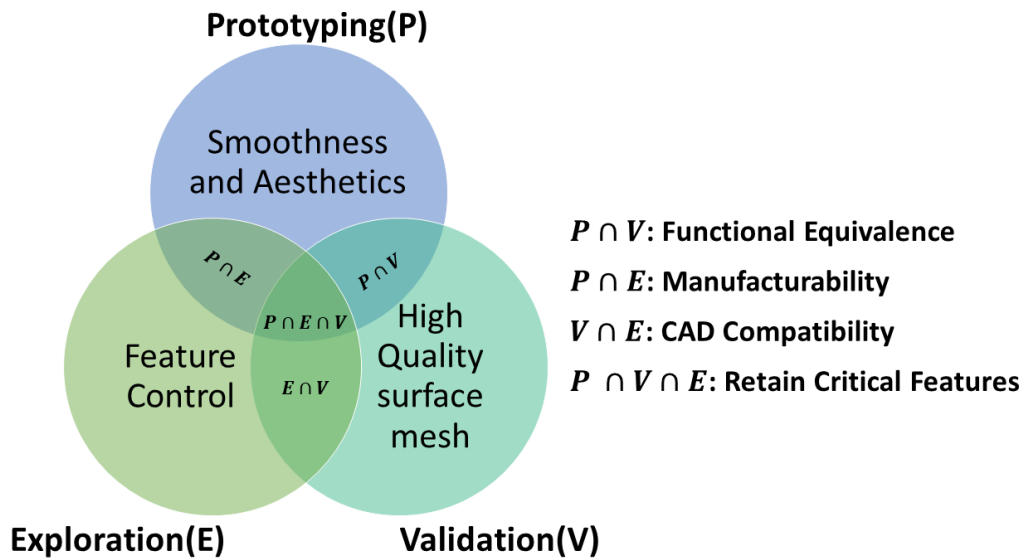 Prototyping(P)
Smoothness
and Aesthetics
P ∩ E
P ∩ V
P ∩ E ∩ V
E ∩ V
Feature
Control
High
Quality
surface
mesh
Exploration(E)
Validation(V)
P ∩ V: Functional Equivalence
P ∩ E: Manufacturability
V ∩ E: CAD Compatibility
P ∩ V ∩ E: Retain Critical Features